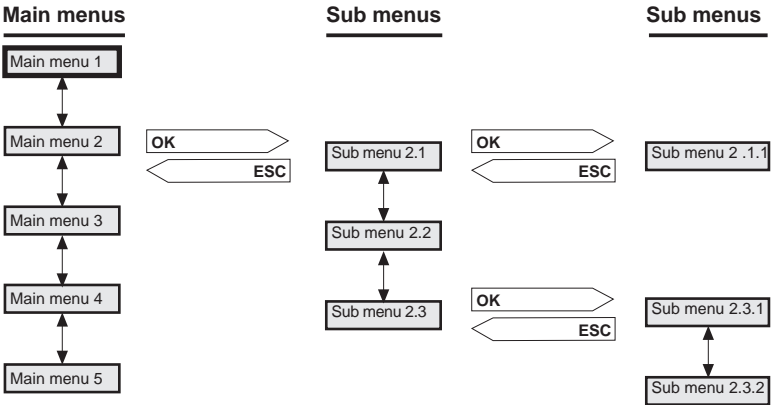 Main menus
Sub menus
Sub menus
Main menu 1
Main menu 2
OK
ESC
Sub menu 2.1
OK
ESC
Sub menu 2 .1.1
Main menu 3
Sub menu 2.2
Main menu 4
Sub menu 2.3
OK
ESC
Sub menu 2.3.1
Main menu 5
Sub menu 2.3.2